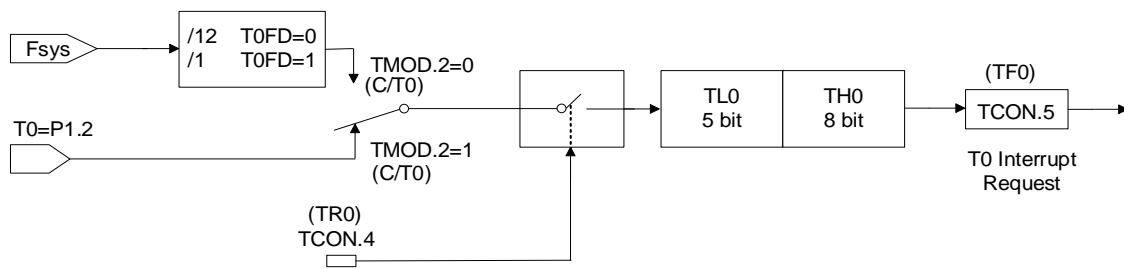 Fsys
/12 T0FD=0
/1 T0FD=1
TMOD.2=0
(C/T0)
T0=P1.2
TMOD.2=1
(C/T0)
(TR0)
TCON.4
TL0
5 bit
TH0
8 bit
(TF0)
TCON.5
T0 Interrupt
Request